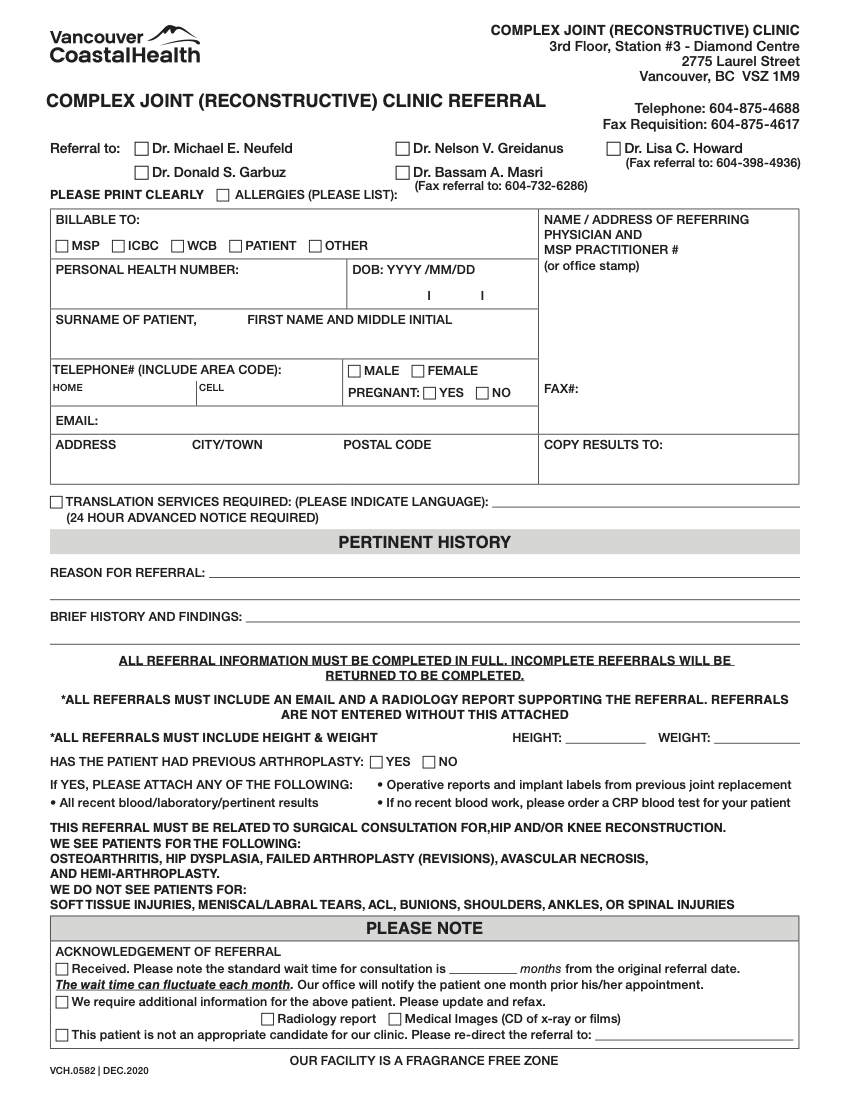 Vancouver
CoastalHealth
COMPLEX JOINT (RECONSTRUCTIVE) CLINIC
3rd Floor, Station #3 - Diamond Centre
2775 Laurel Street
Vancouver, BC VSZ 1M9
COMPLEX JOINT (RECONSTRUCTIVE) CLINIC REFERRAL
Telephone: 604-875-4688
Fax Requisition: 604-875-4617
Referral to: Dr. Michael E. Neufeld Dr. Nelson V. Greidanus Dr. Lisa C. Howard
(Fax referral to: 604-398-4936)
Dr. Donald S. Garbuz Dr. Bassam A. Masri
(Fax referral to: 604-732-6286)
PLEASE PRINT CLEARLY ALLERGIES (PLEASE LIST):
BILLABLE TO:
MSP ICBC WCB PATIENT OTHER
NAME / ADDRESS OF REFERRING
PHYSICIAN AND
MSP PRACTITIONER #
(or office stamp)
PERSONAL HEALTH NUMBER: DOB: YYYY /MM/DD
I I
SURNAME OF PATIENT, FIRST NAME AND MIDDLE INITIAL
TELEPHONE# (INCLUDE AREA CODE): MALE FEMALE
HOME CELL
PREGNANT: YES NO
FAX#:
EMAIL:
ADDRESS CITY/TOWN POSTAL CODE COPY RESULTS TO:
TRANSLATION SERVICES REQUIRED: (PLEASE INDICATE LANGUAGE):
(24 HOUR ADVANCED NOTICE REQUIRED)
PERTINENT HISTORY
REASON FOR REFERRAL:
BRIEF HISTORY AND FINDINGS:
ALL REFERRAL INFORMATION MUST BE COMPLETED IN FULL. INCOMPLETE REFERRALS WILL BE
RETURNED TO BE COMPLETED.
*ALL REFERRALS MUST INCLUDE AN EMAIL AND A RADIOLOGY REPORT SUPPORTING THE REFERRAL. REFERRALS
ARE NOT ENTERED WITHOUT THIS ATTACHED
*ALL REFERRALS MUST INCLUDE HEIGHT & WEIGHT HEIGHT: WEIGHT:
HAS THE PATIENT HAD PREVIOUS ARTHROPLASTY: YES NO
If YES, PLEASE ATTACH ANY OF THE FOLLOWING: • Operative reports and implant labels from previous joint replacement
• All recent blood/laboratory/pertinent results • If no recent blood work, please order a CRP blood test for your patient
THIS REFERRAL MUST BE RELATED TO SURGICAL CONSULTATION FOR,HIP AND/OR KNEE RECONSTRUCTION.
WE SEE PATIENTS FOR THE FOLLOWING:
OSTEOARTHRITIS, HIP DYSPLASIA, FAILED ARTHROPLASTY (REVISIONS), AVASCULAR NECROSIS,
AND HEMI-ARTHROPLASTY.
WE DO NOT SEE PATIENTS FOR:
SOFT TISSUE INJURIES, MENISCAL/LABRAL TEARS, ACL, BUNIONS, SHOULDERS, ANKLES, OR SPINAL INJURIES
PLEASE NOTE
ACKNOWLEDGEMENT OF REFERRAL
Received. Please note the standard wait time for consultation is months from the original referral date.
The wait time can fluctuate each month. Our office will notify the patient one month prior his/her appointment.
We require additional information for the above patient. Please update and refax.
Radiology report Medical Images (CD of x-ray or films)
This patient is not an appropriate candidate for our clinic. Please re-direct the referral to:
OUR FACILITY IS A FRAGRANCE FREE ZONE
VCH.0582 | DEC.2020